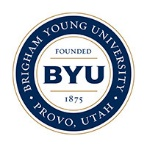 BRIGHAM YOUNG UNIVERSITY
FOUNDED
BYU
1875
PROVO, UTAH